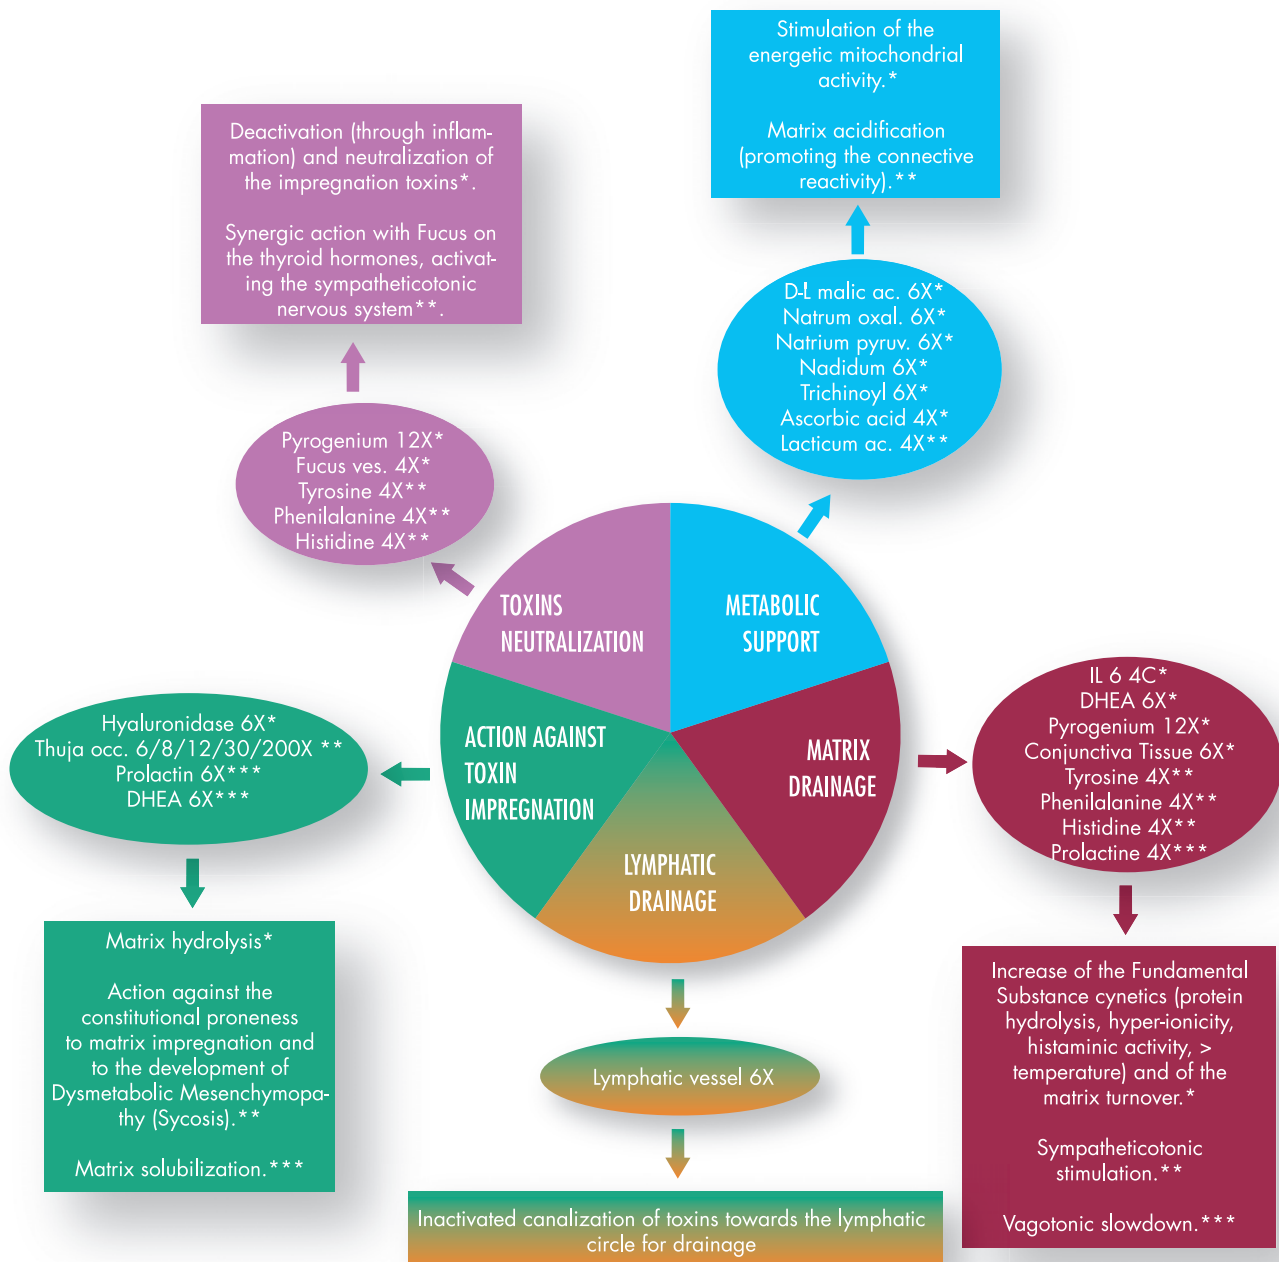 Stimulation of the
energetic mitochondrial
activity.*
Matrix acidification
(promoting the connective
reactivity).**
Deactivation (through inflam-
mation) and neutralization of
the impregnation toxins*.
Synergic action with Fucus on
the thyroid hormones, activat-
ing the sympatheticotonic
nervous system**.
D-L malic ac. 6X*
Natrum oxal. 6X*
Natrium pyruv. 6X*
Nadidum 6X*
Trichinoyl 6X*
Ascorbic acid 4X*
Lacticum ac. 4X**
Pyrogenium 12X*
Fucus ves. 4X*
Tyrosine 4X**
Phenilalanine 4X**
Histidine 4X**
TOXINS
NEUTRALIZATION
METABOLIC
SUPPORT
ACTION AGAINST
TOXIN
IMPREGNATION
MATRIX
DRAINAGE
LYMPHATIC
DRAINAGE
Hyaluronidase 6X*
Thuja occ. 6/8/12/30/200X **
Prolactin 6X***
DHEA 6X***
IL 6 4C*
DHEA 6X*
Pyrogenium 12X*
Conjunctiva Tissue 6X*
Tyrosine 4X**
Phenilalanine 4X**
Histidine 4X**
Prolactine 4X***
Matrix hydrolysis*
Action against the
constitutional proneness
to matrix impregnation and
to the development of
Dysmetabolic Mesenchymopa-
thy (Sycosis).**
Matrix solubilization.***
Lymphatic vessel 6X
Increase of the Fundamental
Substance cynetics (protein
hydrolysis, hyper-ionicity,
histaminic activity, >
temperature) and of the
matrix turnover.*
Sympatheticotonic
stimulation.**
Vagotonic slowdown.***
Inactivated canalization of toxins towards the lymphatic
circle for drainage